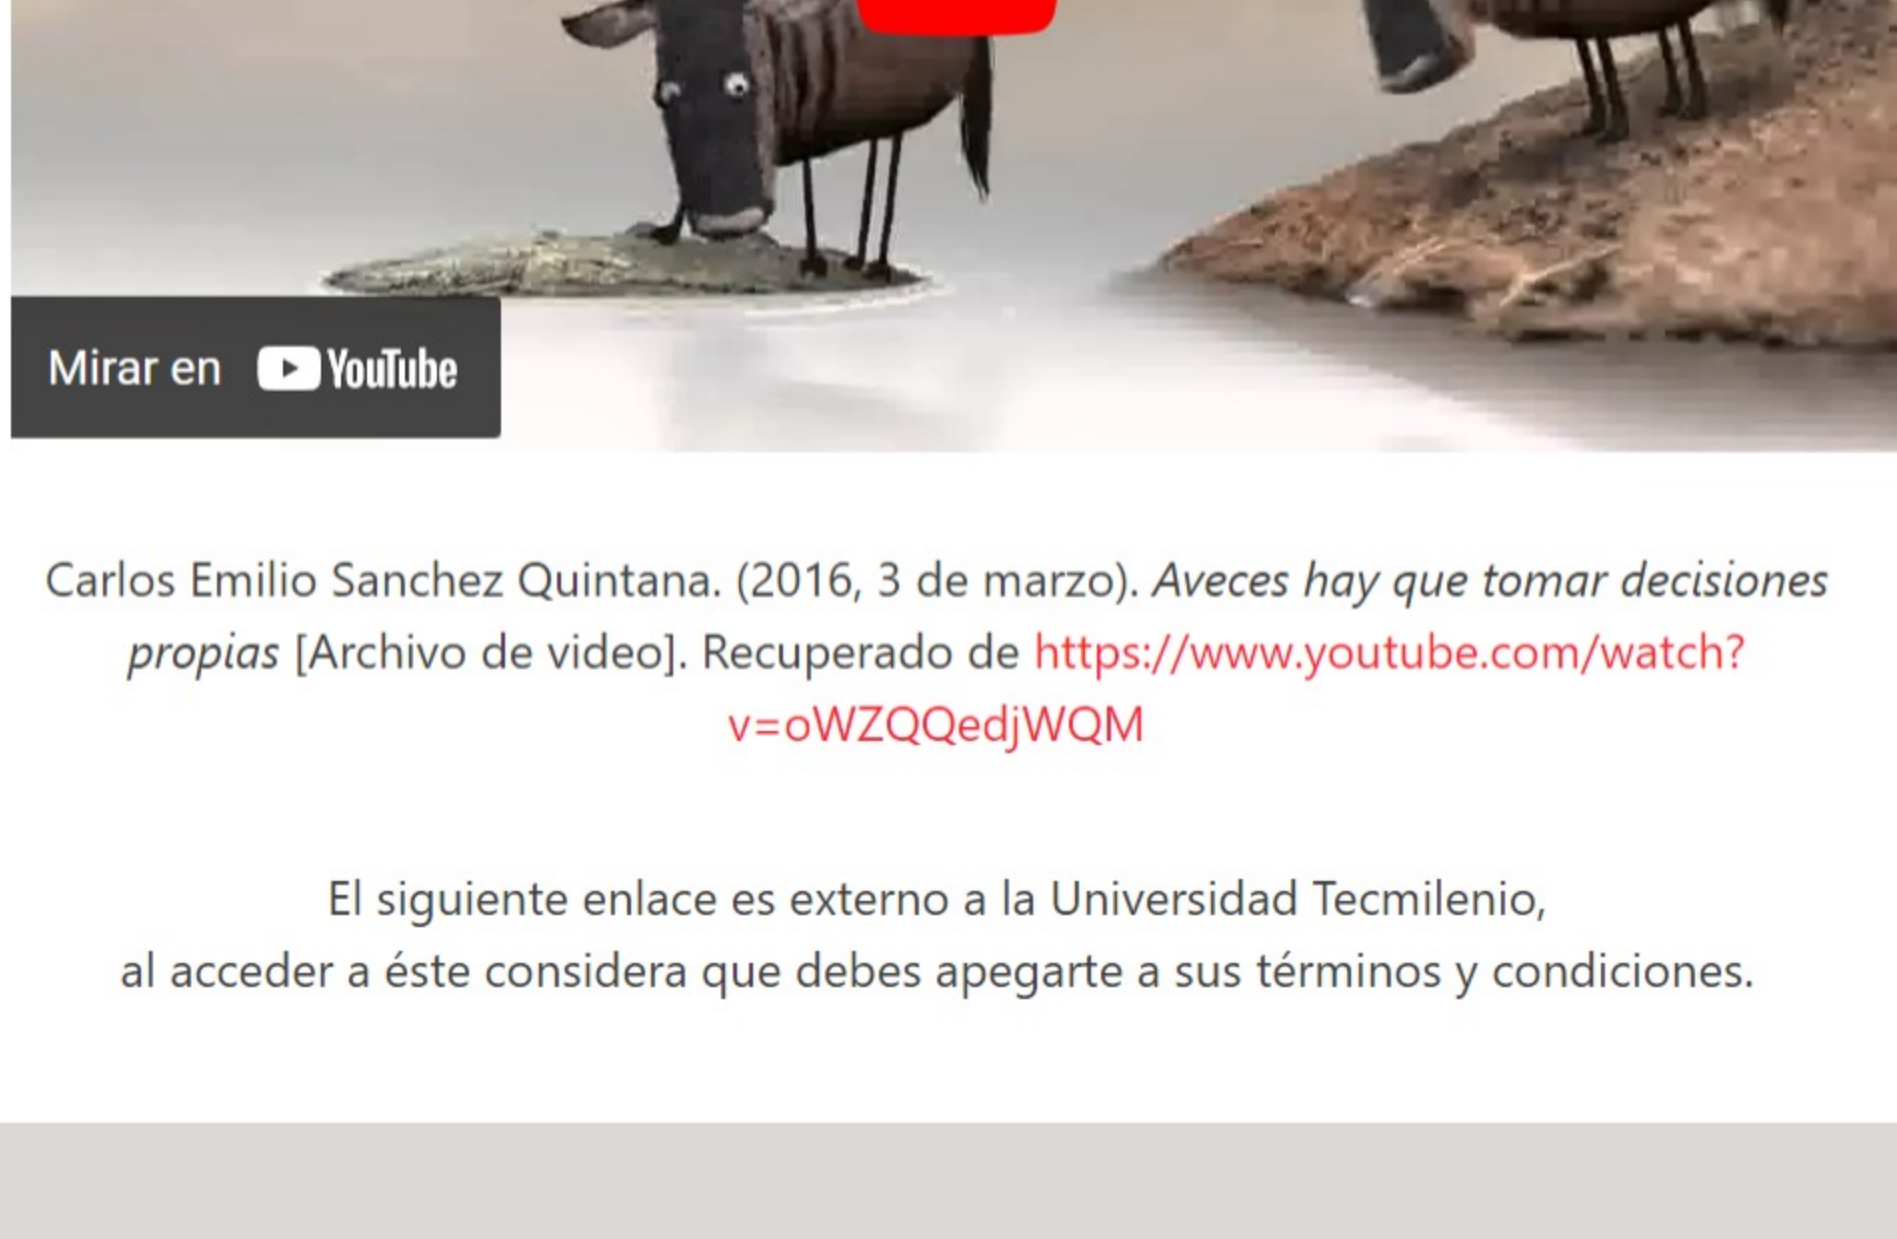 Mirar en YouTube
Carlos Emilio Sanchez Quintana. (2016, 3 de marzo). Aveces hay que tomar decisiones
propias [Archivo de video]. Recuperado de https://www.youtube.com/watch?
v=oWZQQedjWQM
El siguiente enlace es externo a la Universidad Tecmilenio,
al acceder a éste considera que debes apegarte a sus términos y condiciones.